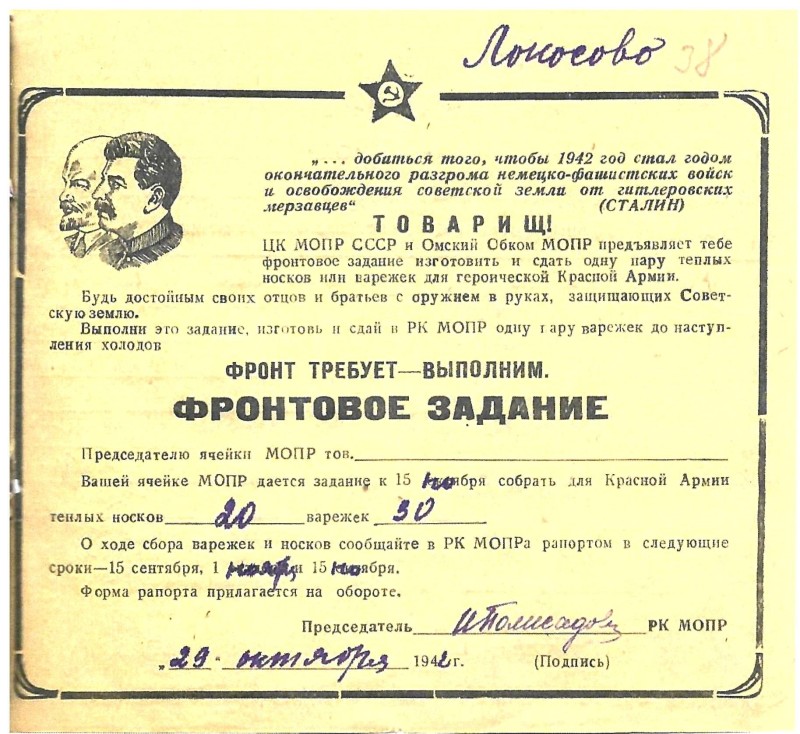 Локосово 38
„... добиться того, чтобы 1942 год стал годом
окончательного разгрома немецко-фашистских войск
и освобождения советской земли от гитлеровских
мерзавцев“ (СТАЛИН)
ТОВАРИЩ!
ЦК МОПР СССР и Омский Обком МОПР предъявляет тебе
фронтовое задание изготовить и сдать одну пару теплых
носков или варежек для героической Красной Армии.
Будь достойным своих отцов и братьев с оружием в руках, защищающих Совет-
скую землю.
Выполни это задание, изготовь и сдай в РК МОПР одну пару варежек до наступ-
ления холодов
ФРОНТ ТРЕБУЕТ—ВЫПОЛНИМ.
ФРОНТОВОЕ ЗАДАНИЕ
Председателю ячейки МОПР тов.
Вашей ячейке МОПР дается задание к 15 ноября собрать для Красной Армии
теплых носков 20 варежек 30
О ходе сбора варежек и носков сообщайте в РК МОПРа рапортом в следующие
сроки—15 сентября, 1 ноября и 15 ноября.
Форма рапорта прилагается на обороте.
Председатель РК МОПР
„29 октября 1942 г. (Подпись)